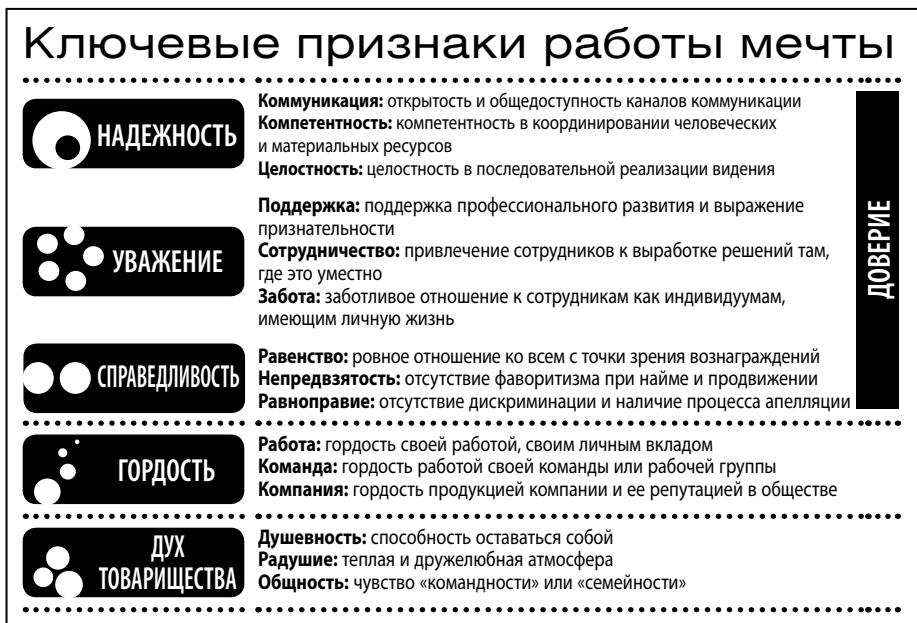 Ключевые признаки работы мечты
НАДЕЖНОСТЬ
Коммуникация: открытость и общедоступность каналов коммуникации
Компетентность: компетентность в координировании человеческих
и материальных ресурсов
Целостность: целостность в последовательной реализации видения
УВАЖЕНИЕ
Поддержка: поддержка профессионального развития и выражение
признательности
Сотрудничество: привлечение сотрудников к выработке решений там,
где это уместно
Забота: заботливое отношение к сотрудникам как индивидуумам,
имеющим личную жизнь
СПРАВЕДЛИВОСТЬ
Равенство: ровное отношение ко всем с точки зрения вознаграждений
Непредвзятость: отсутствие фаворитизма при найме и продвижении
Равноправие: отсутствие дискриминации и наличие процесса апелляции
ДОВЕРИЕ
ГОРДОСТЬ
Работа: гордость своей работой, своим личным вкладом
Команда: гордость работой своей команды или рабочей группы
Компания: гордость продукцией компании и ее репутацией в обществе
ДУХ
ТОВАРИЩЕСТВА
Душевность: способность оставаться собой
Радушие: теплая и дружелюбная атмосфера
Общность: чувство «командности» или «семейности»